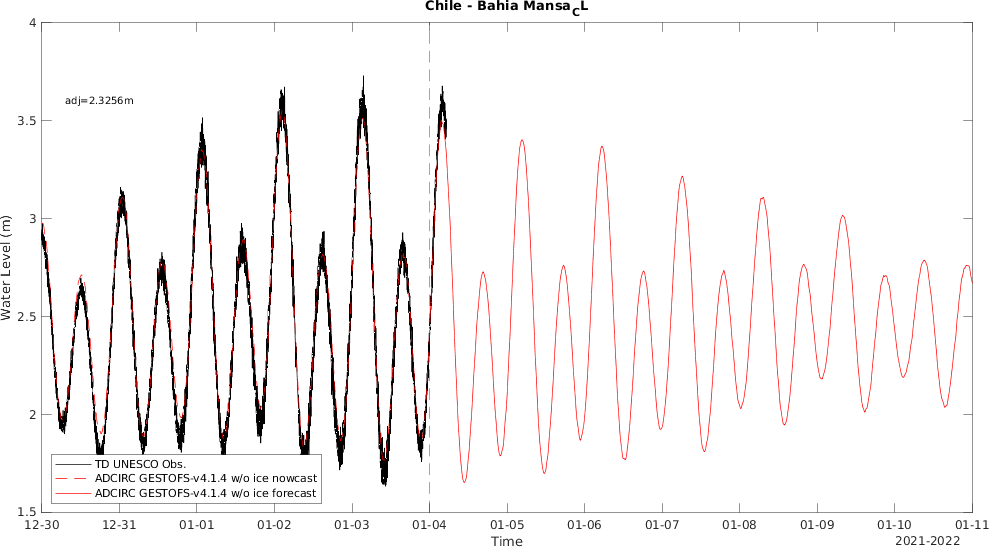 Chile - Bahia Mansa_CL
4
adj=2.3256m
3.5
3
Water Level (m)
2.5
2
TD UNESCO Obs.
ADCIRC GESTOFS-v4.1.4 w/o ice nowcast
ADCIRC GESTOFS-v4.1.4 w/o ice forecast
1.5
12-30 12-31 01-01 01-02 01-03 01-04 01-05 01-06 01-07 01-08 01-09 01-10 01-11
Time
2021-2022